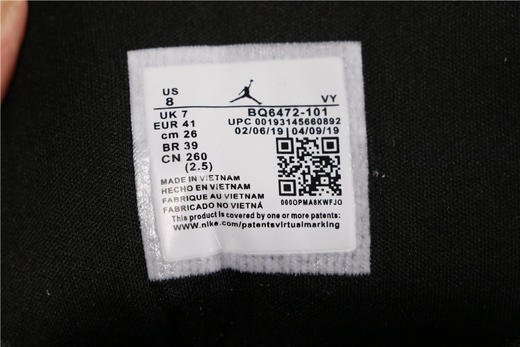 US
8 VY
UK 7 BQ6472-101
EUR 41 UPC 00193145660892
cm 26 02/06/19 | 04/09/19
BR 39
CN 260
(2.5)
MADE IN VIETNAM
HECHO EN VIETNAM
FABRIQUE AU VIETNAM
FABRICADO NO VIETNÁ
000OPMA8KWFJO
This product is covered by one or more patents:
www.nike.com/patentsvirtualmarking